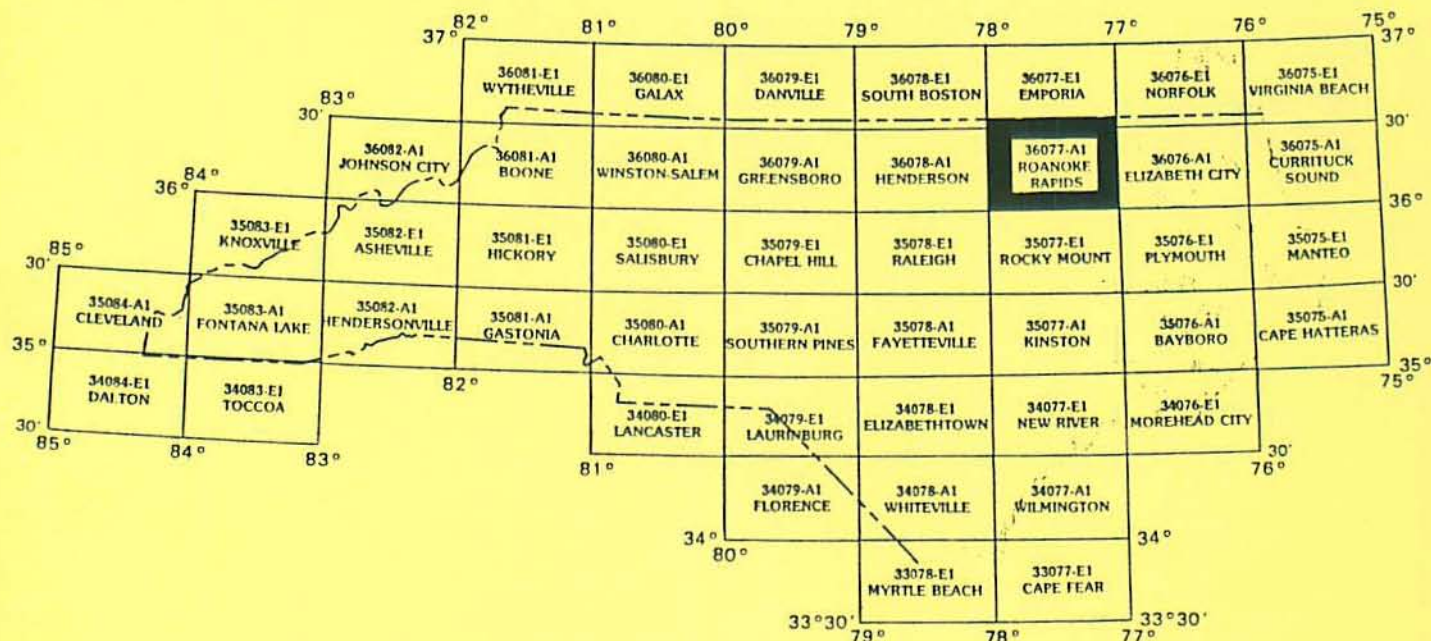 82° 81° 80° 79° 78° 77° 76° 75°
37° 37°
36081-E1 36080-E1 36079-E1 36078-E1 36077-E1 36076-E1 36075-E1
WYTHEVILLE GALAX DANVILLE SOUTH BOSTON EMPORIA NORFOLK VIRGINIA BEACH
83°
30' 30'
36082-A1 36081-A1 36080-A1 36079-A1 36078-A1 36077-A1 36076-A1 36075-A1
JOHNSON CITY BOONE WINSTON-SALEM GREENSBORO HENDERSON ROANOKE ELIZABETH CITY CURRITUCK
RAPIDS SOUND
84°
36° 36°
35083-E1 35082-E1 35081-E1 35080-E1 35079-E1 35078-E1 35077-E1 35076-E1 35075-E1
KNOXVILLE ASHEVILLE HICKORY SALISBURY CHAPEL HILL RALEIGH ROCKY MOUNT PLYMOUTH MANTEO
85°
30' 30'
35084-A1 35083-A1 35082-A1 35081-A1 35080-A1 35079-A1 35078-A1 35077-A1 35076-A1 35075-A1
CLEVELAND FONTANA LAKE HENDERSONVILLE GASTONIA CHARLOTTE SOUTHERN PINES FAYETTEVILLE KINSTON BAYBORO CAPE HATTERAS
35° 35°
82° 75°
34084-E1 34083-E1 34080-E1 34079-E1 34078-E1 34077-E1 34076-E1
DALTON TOCCOA LANCASTER LAURINBURG ELIZABETHTOWN NEW RIVER MOREHEAD CITY
30' 30'
85° 84° 83° 81° 76°
34079-A1 34078-A1 34077-A1
FLORENCE WHITEVILLE WILMINGTON
34° 34°
80°
33078-E1 33077-E1
MYRTLE BEACH CAPE FEAR
33°30' 33°30'
79° 78° 77°